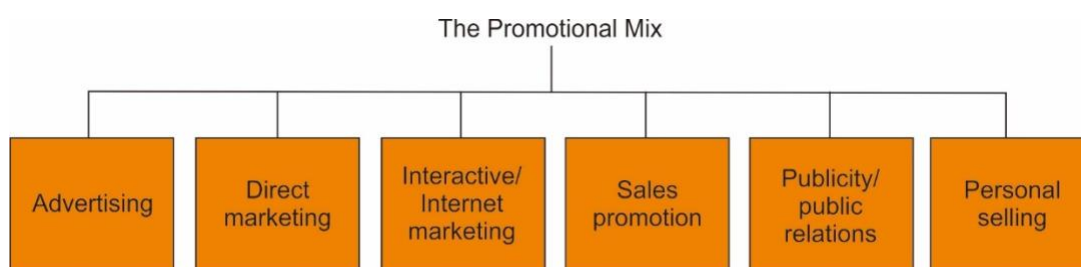 The Promotional Mix
Advertising
Direct
marketing
Interactive/
Internet
marketing
Sales
promotion
Publicity/
public
relations
Personal
selling